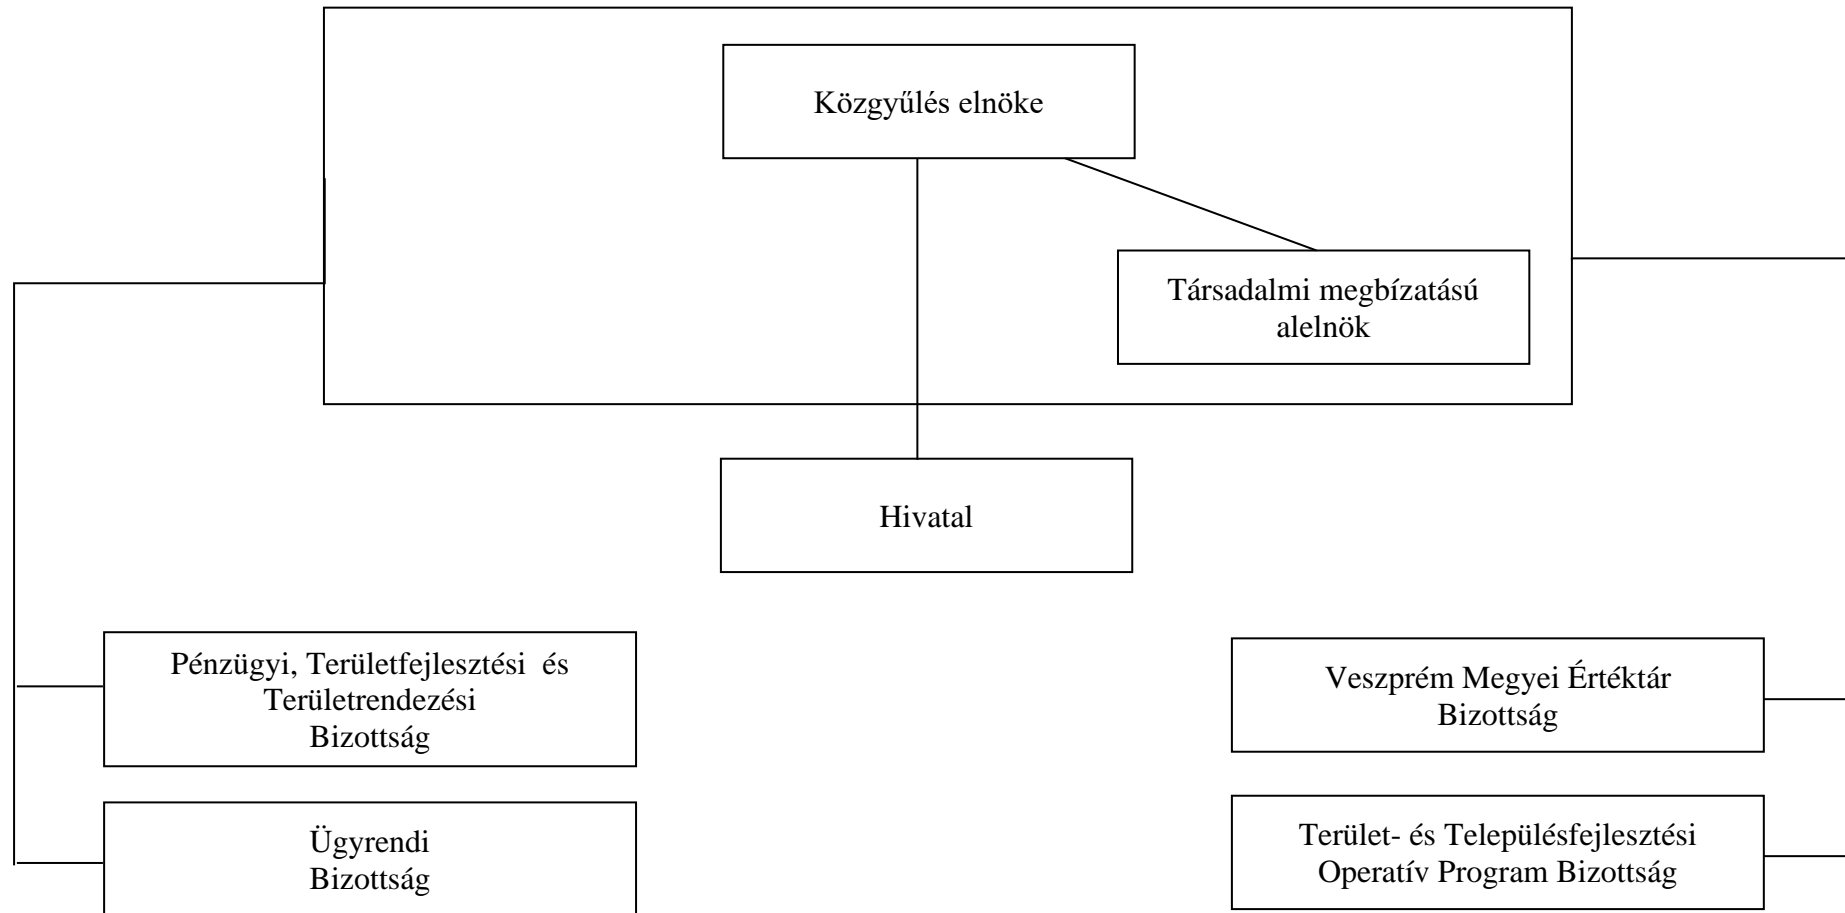 Közgyűlés elnöke
Társadalmi megbízatású
alelnök
Hivatal
Pénzügyi, Területfejlesztési és
Területrendezési
Bizottság
Veszprém Megyei Értéktár
Bizottság
Ügyrendi
Bizottság
Terület- és Településfejlesztési
Operatív Program Bizottság